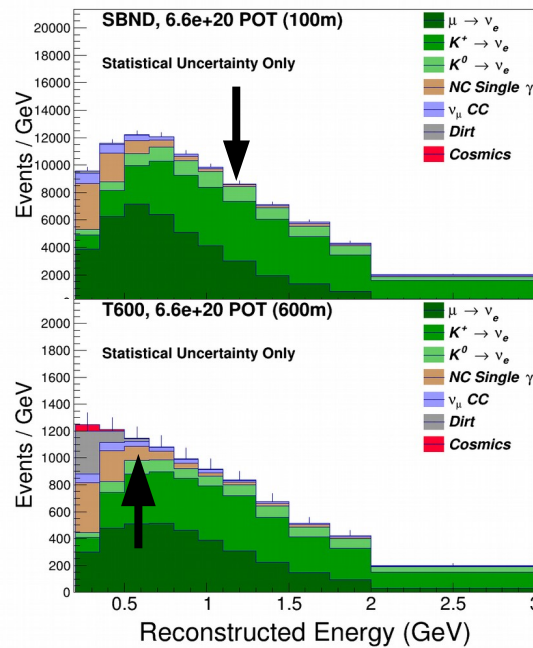 SBND, 6.6e+20 POT (100m)
Statistical Uncertainty Only
μ → νe
K+ → νe
K0 → νe
NC Single γ
νμ CC
Dirt
Cosmics
Events / GeV
20000
18000
16000
14000
12000
10000
8000
6000
4000
2000
T600, 6.6e+20 POT (600m)
Statistical Uncertainty Only
μ → νe
K+ → νe
K0 → νe
NC Single γ
νμ CC
Dirt
Cosmics
Events / GeV
2000
1800
1600
1400
1200
1000
800
600
400
200
0
0.5
1
1.5
2
2.5
3
Reconstructed Energy (GeV)